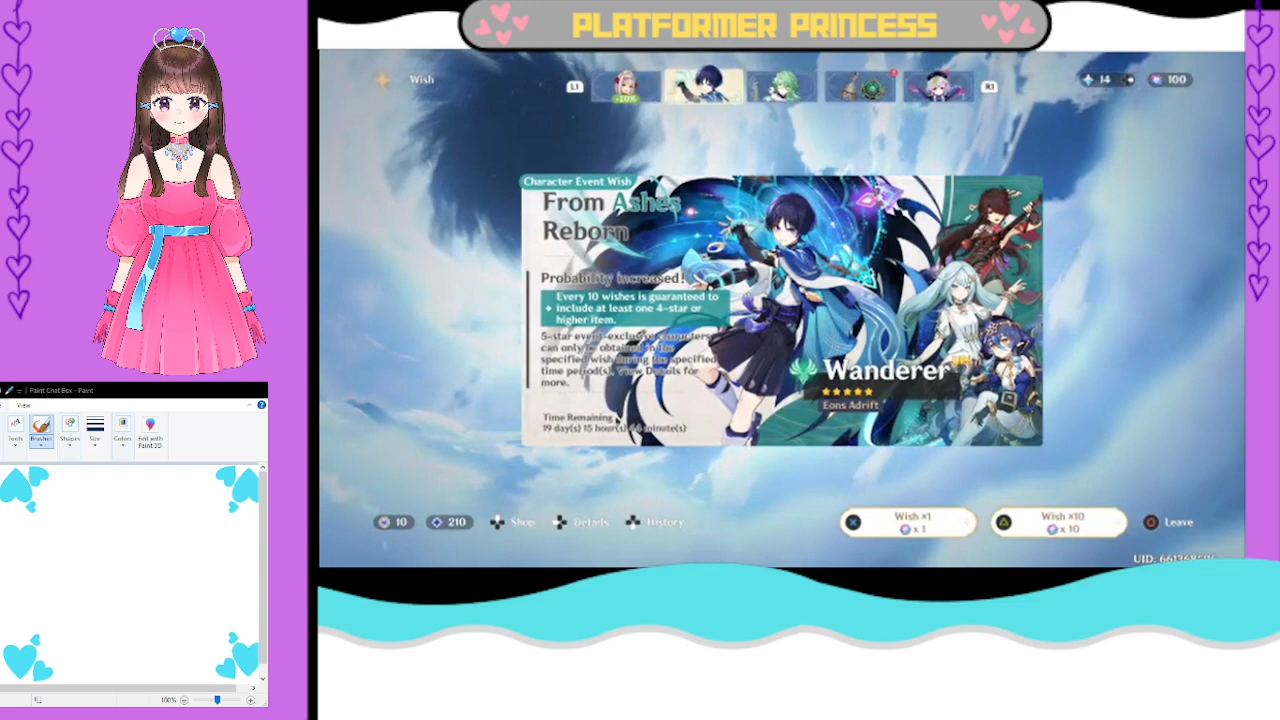 PLATFORMER PRINCESS
Wish
L1
+20%
R1
14
100
Character Event Wish
From Ashes
Reborn
Probability increased!
Every 10 wishes is guaranteed to
include at least one 4-star or
higher item.
5-star event-exclusive characters
can only be obtained in the
specified wish during the specified
time period(s). View Details for
more.
Time Remaining
19 day(s) 15 hour(s) minute(s)
Wanderer
Eons Adrift
10
210
Shop
Details
History
Wish ×1
x 1
Wish ×10
x 10
Leave
UID:
Paint Chat Box - Paint
View
Tools
Brushes
Shapes
Size
Colors
Edit with
Paint 3D
100%